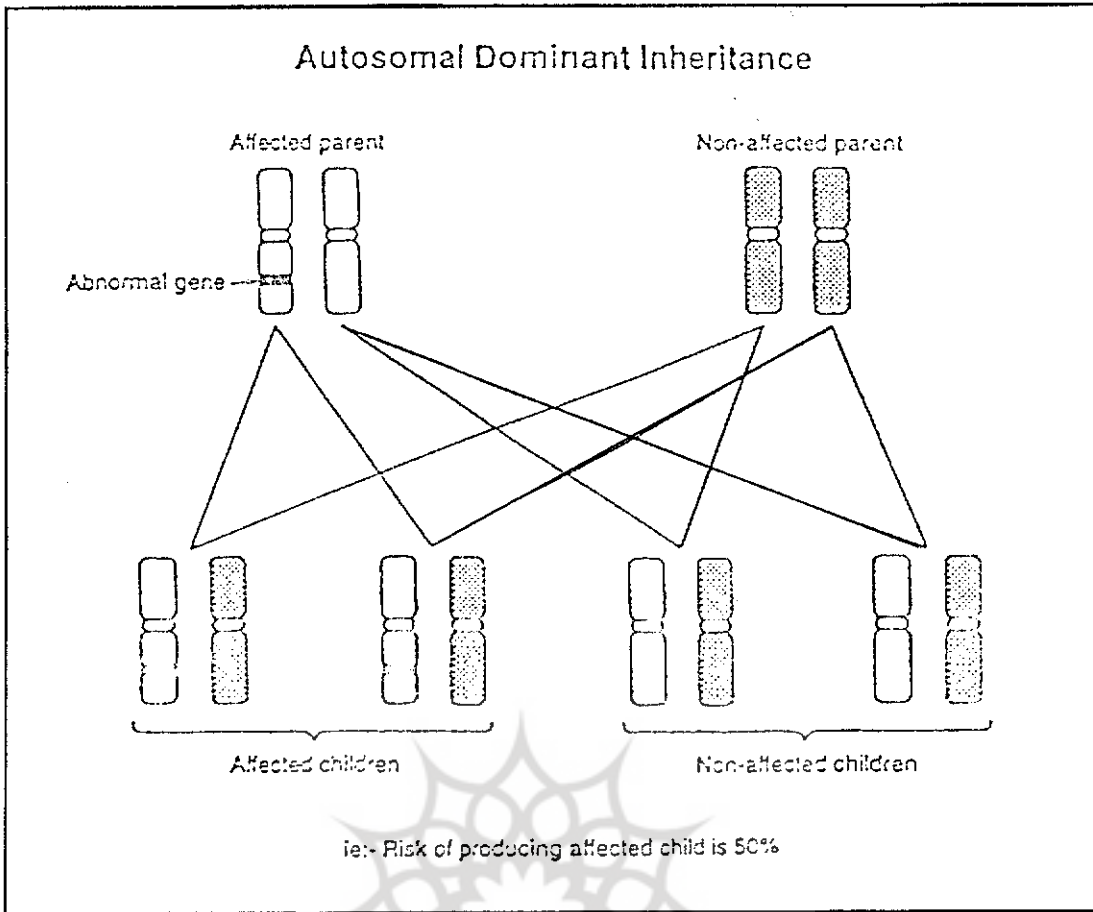 Autosomal Dominant Inheritance
Affected parent
Non-affected parent
Abnormal gene
Affected children
Non-affected children
ie:- Risk of producing affected child is 50%